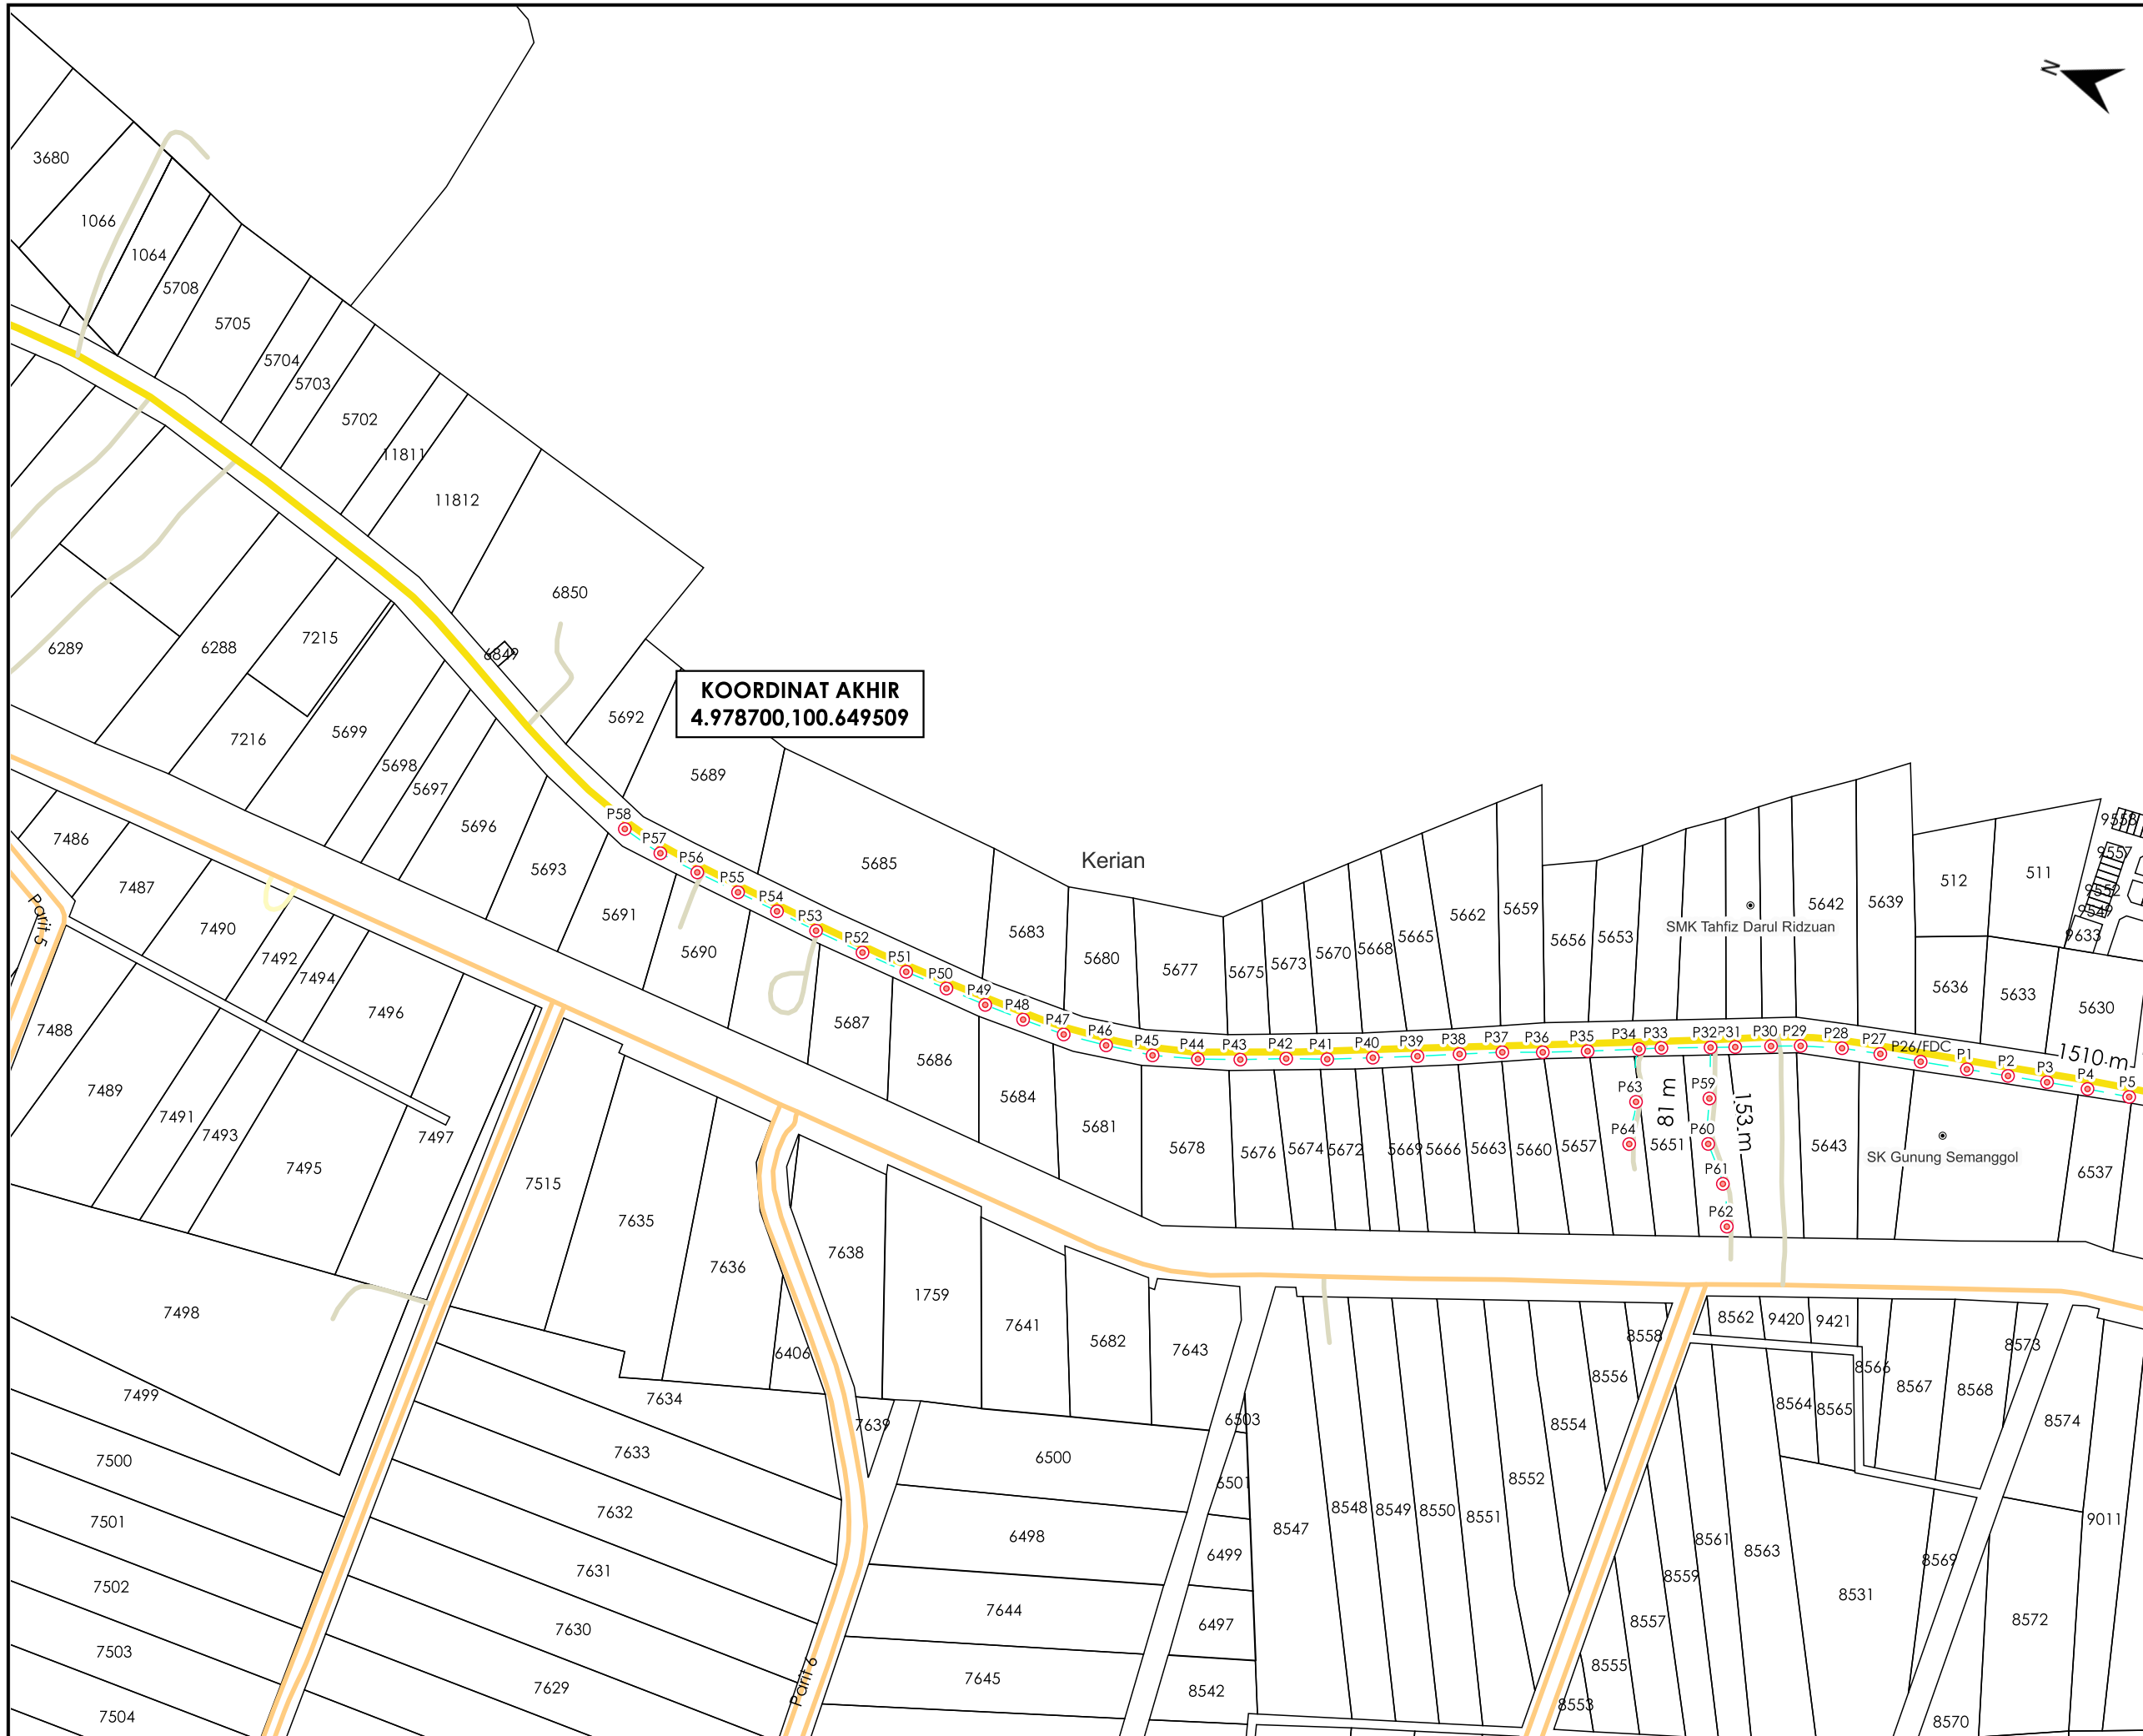 N
3680
1066
1064
5708
5705
5704
5703
5702
11811
11812
6850
6849
6289
6288
7215
7216
5699
5698
5697
5696
5693
5692
5689
KOORDINAT AKHIR
4.978700,100.649509
5691
5690
5685
Kerian
5687
5686
5683
5684
5680
5681
5677
5678
5675
5676
5673
5674
5670
5672
5668
5669
5665
5666
5662
5663
5659
5660
5656
5657
5653
5651
SMK Tahfiz Darul Ridzuan
5642
5643
5639
512
511
5636
5633
5630
9558
9557
9552
9549
9633
SK Gunung Semanggol
6537
P58
P57
P56
P55
P54
P53
P52
P51
P50
P49
P48
P47
P46
P45
P44
P43
P42
P41
P40
P39
P38
P37
P36
P35
P34
P33
P32
P31
P30
P29
P28
P27
P26/FDC
P1
P2
P3
P4
P5
1510 m
P63
P64
81 m
P59
P60
P61
P62
153 m
7486
7487
Parit 5
7490
7492
7494
7496
7488
7489
7491
7493
7495
7497
7498
7499
7500
7501
7502
7503
7504
7515
7635
7636
7638
1759
7641
5682
7643
6406
7639
7634
7633
7632
7631
7630
7629
Parit 6
6500
6498
7644
7645
6503
6501
6499
6497
8542
8547
8548
8549
8550
8551
8552
8554
8556
8558
8562
9420
9421
8564
8565
8566
8567
8568
8573
8574
9011
8561
8563
8559
8557
8555
8553
8531
8569
8572
8570